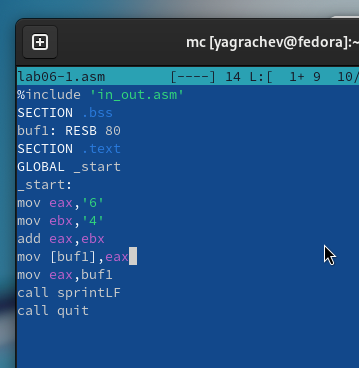 mc [yagrachev@fedora]:~
lab06-1.asm [----] 14 L:[ 1+ 9 10/
%include 'in_out.asm'
SECTION .bss
buf1: RESB 80
SECTION .text
GLOBAL _start
_start:
mov eax,'6'
mov ebx,'4'
add eax,ebx
mov [buf1],eax
mov eax,buf1
call sprintLF
call quit